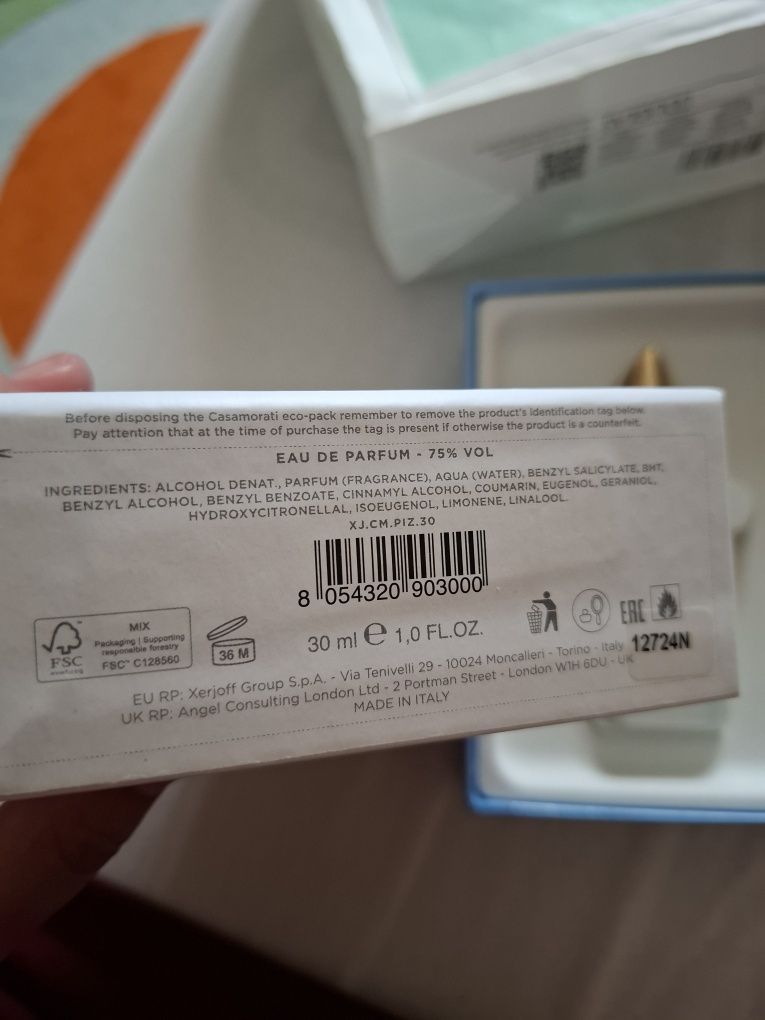 Before disposing the Casamorati eco-pack remember to remove the product's identification tag below.
Pay attention that at the time of purchase the tag is present if otherwise the product is a counterfeit.
EAU DE PARFUM - 75% VOL
INGREDIENTS: ALCOHOL DENAT., PARFUM (FRAGRANCE), AQUA (WATER), BENZYL SALICYLATE, BHT,
BENZYL ALCOHOL, BENZYL BENZOATE, CINNAMYL ALCOHOL, COUMARIN, EUGENOL, GERANIOL,
HYDROXYCITRONELLAL, ISOEUGENOL, LIMONENE, LINALOOL.
XJ.CM.PIZ.30
8 054320 903000
FSC
MIX
Packaging | Supporting
responsible forestry
FSC™ C128560
36 M
30 ml e 1,0 FL.OZ.
EAC
12724N
EU RP: Xerjoff Group S.p.A. - Via Tenivelli 29 - 10024 Moncalieri - Torino - Italy
UK RP: Angel Consulting London Ltd - 2 Portman Street - London W1H 6DU - UK
MADE IN ITALY